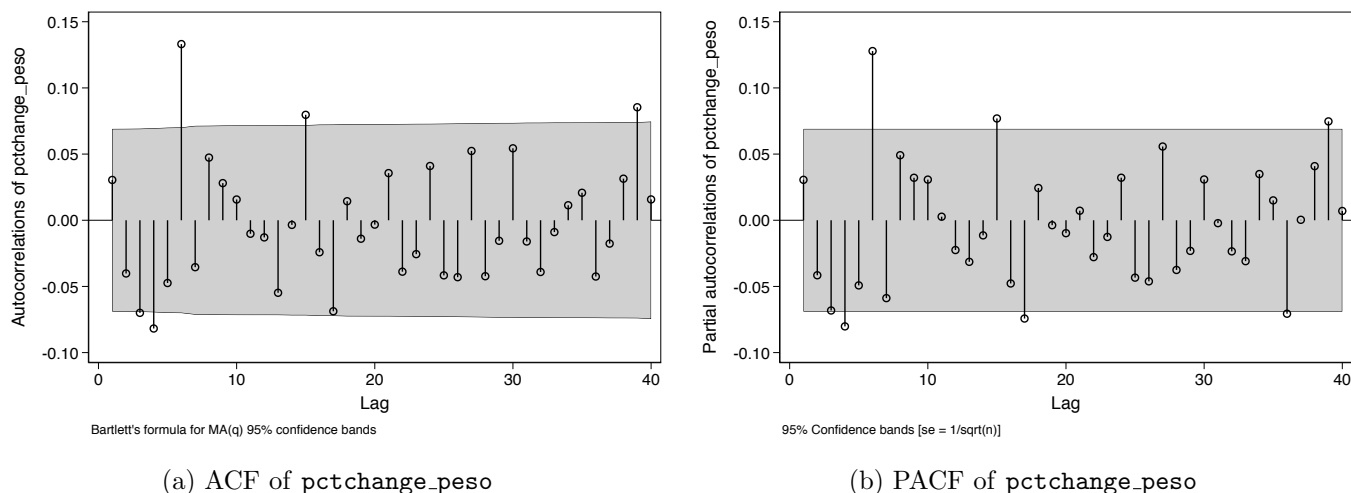 Autocorrelations of pctchange_peso
0.15
0.10
0.05
0.00
-0.05
-0.10
0 10 20 30 40
Lag
Bartlett's formula for MA(q) 95% confidence bands
(a) ACF of pctchange_peso
Partial autocorrelations of pctchange_peso
0.15
0.10
0.05
0.00
-0.05
-0.10
0 10 20 30 40
Lag
95% Confidence bands [se = 1/sqrt(n)]
(b) PACF of pctchange_peso